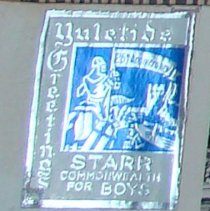 Yuletide
Greetings
STARR
COMMONWEALTH
FOR BOYS